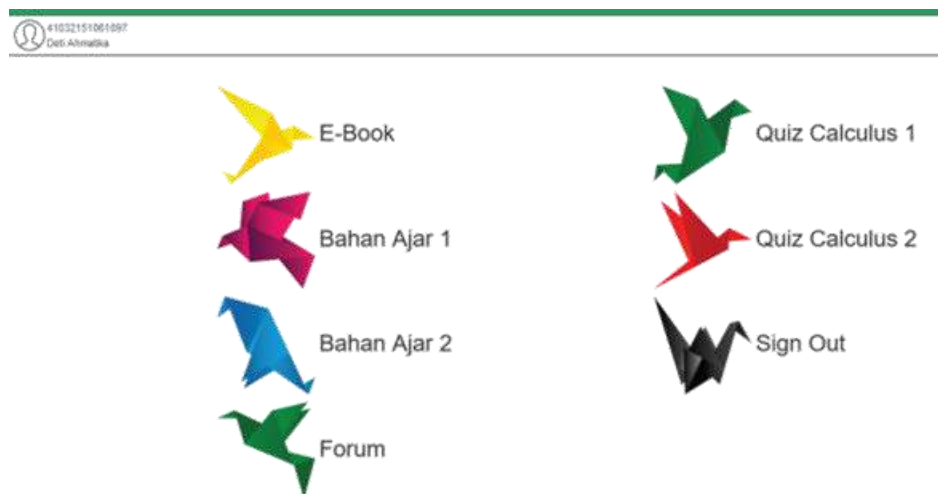 41032151061097
Deti Ahmatika
E-Book
Bahan Ajar 1
Bahan Ajar 2
Forum
Quiz Calculus 1
Quiz Calculus 2
Sign Out